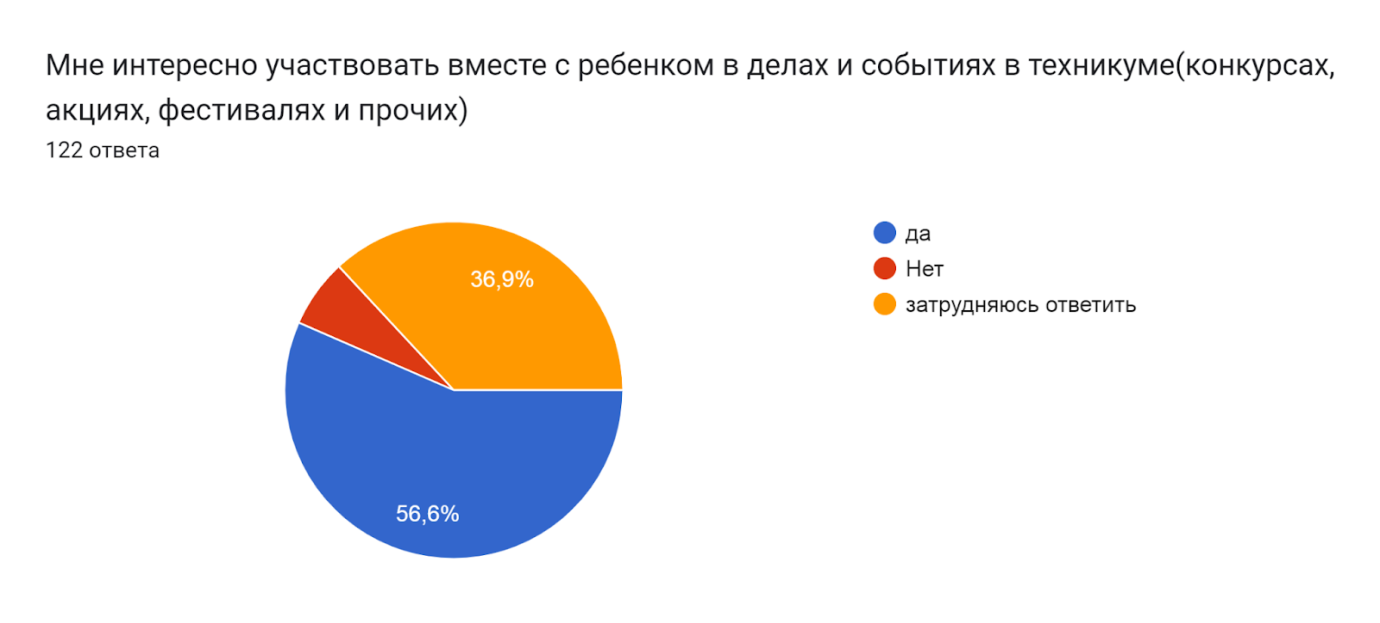 Мне интересно участвовать вместе с ребенком в делах и событиях в техникуме(конкурсах,
акциях, фестивалях и прочих)
122 ответа
да
Нет
затрудняюсь ответить
36,9%
56,6%